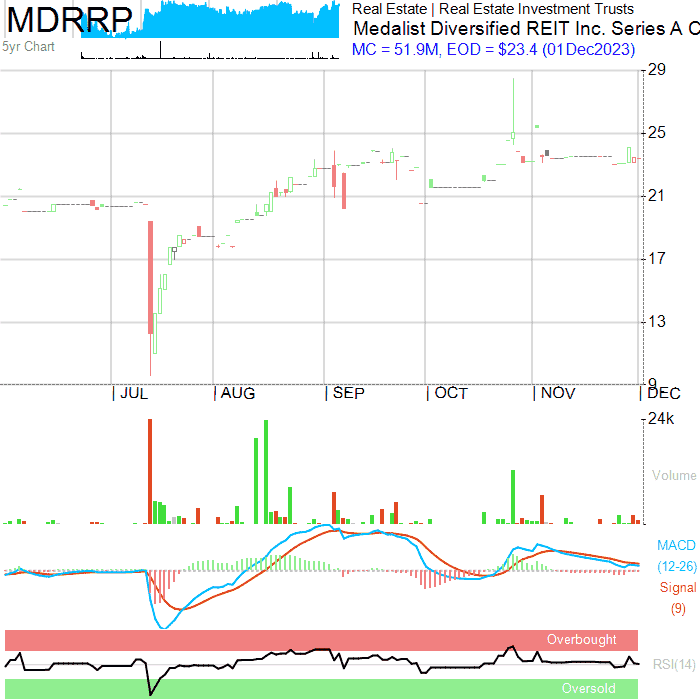 MDRRP
Real Estate | Real Estate Investment Trusts
Medalist Diversified REIT Inc. Series A C
5yr Chart
MC = 51.9M, EOD = $23.4 (01Dec2023)
29
25
21
17
13
9
| JUL | AUG | SEP | OCT | NOV | DEC
24k
Volume
MACD
(12-26)
Signal
(9)
Overbought
RSI(14)
Oversold